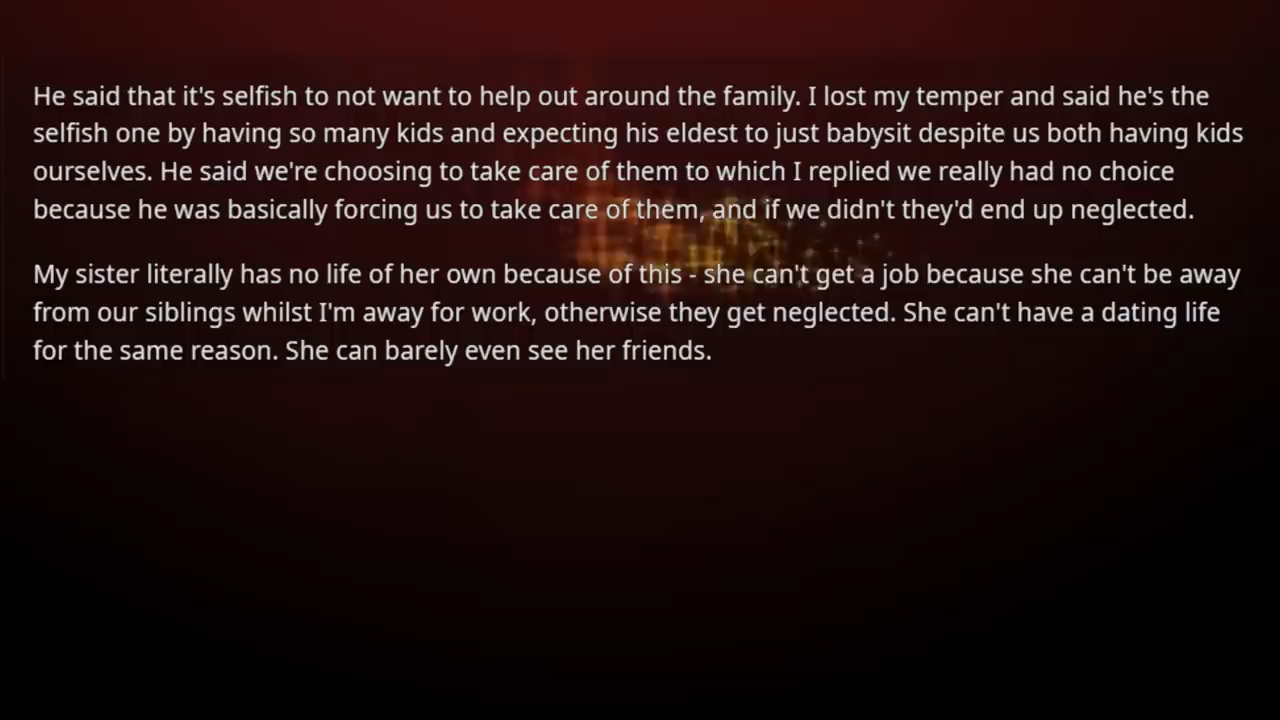 He said that it's selfish to not want to help out around the family. I lost my temper and said he's the
selfish one by having so many kids and expecting his eldest to just babysit despite us both having kids
ourselves. He said we're choosing to take care of them to which I replied we really had no choice
because he was basically forcing us to take care of them, and if we didn't they'd end up neglected.
My sister literally has no life of her own because of this - she can't get a job because she can't be away
from our siblings whilst I'm away for work, otherwise they get neglected. She can't have a dating life
for the same reason. She can barely even see her friends.